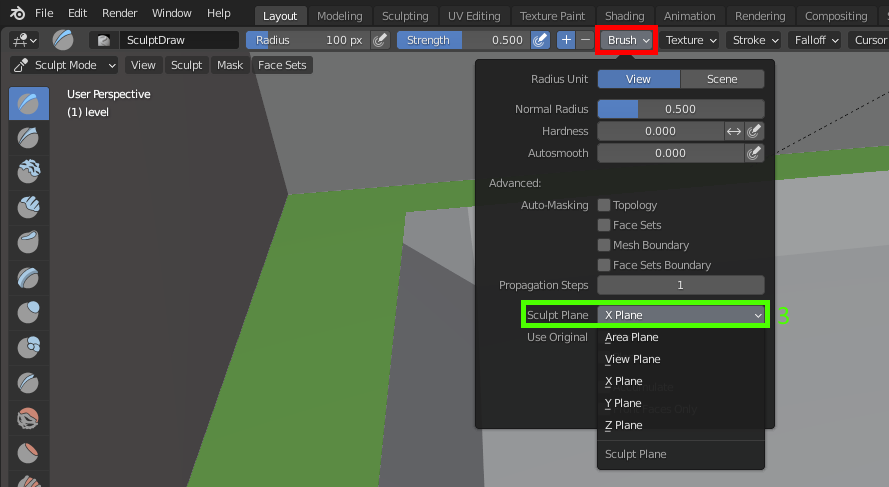 File Edit Render Window Help Layout Modeling Sculpting UV Editing Texture Paint Shading Animation Rendering Compositing
SculptDraw Radius 100 px Strength 0.500 + − Brush Texture Stroke Falloff Cursor
Sculpt Mode View Sculpt Mask Face Sets
User Perspective
(1) level
Radius Unit View Scene
Normal Radius 0.500
Hardness 0.000
Autosmooth 0.000
Advanced:
Auto-Masking Topology
Face Sets
Mesh Boundary
Face Sets Boundary
Propagation Steps 1
Sculpt Plane X Plane 3
Use Original Area Plane
View Plane
X Plane
Y Plane
Z Plane
Sculpt Plane